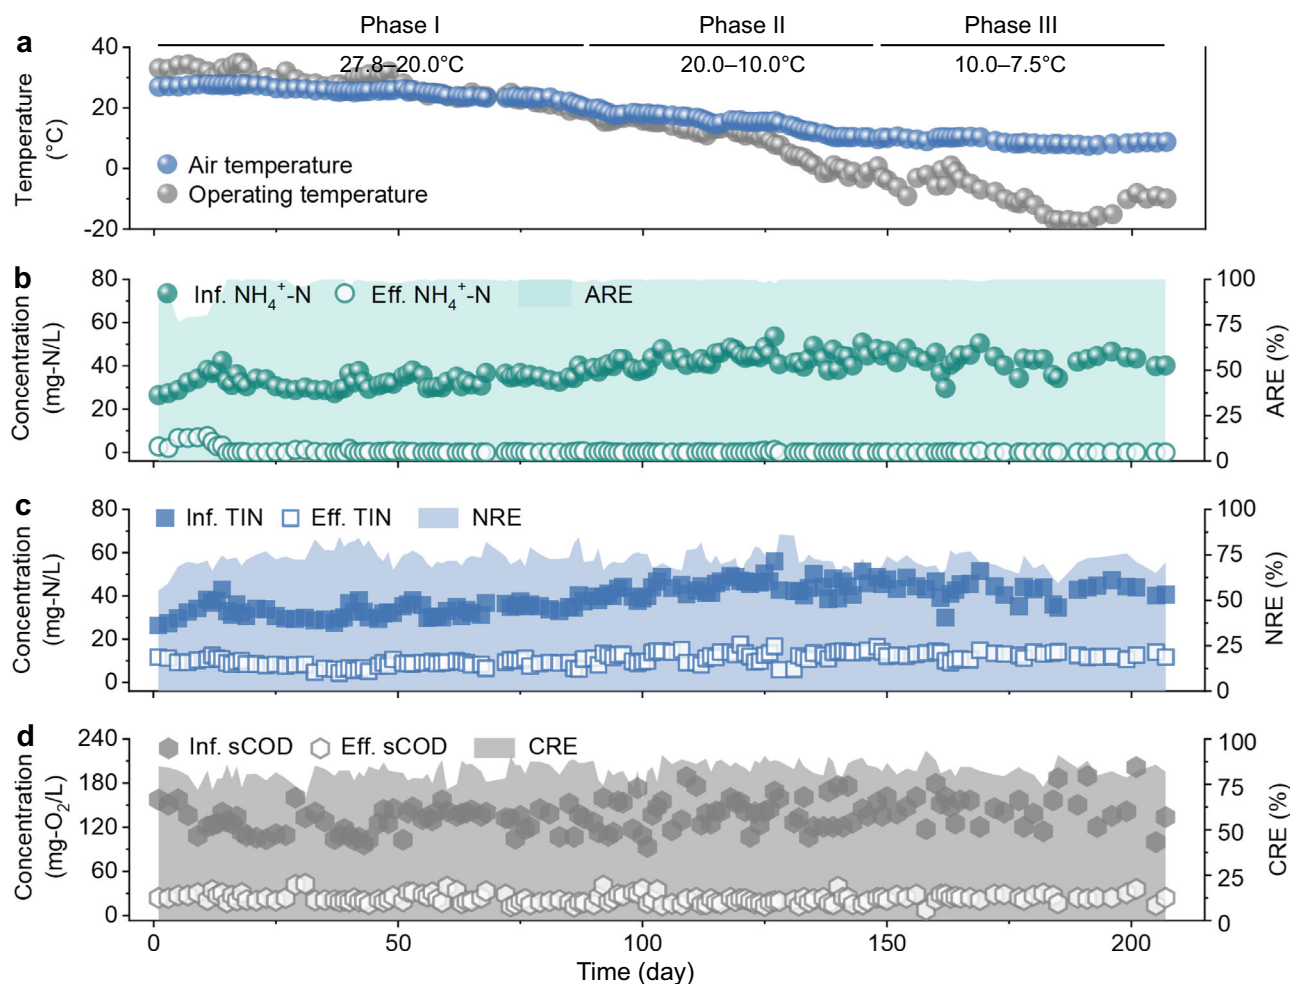 Phase I Phase II Phase III
a
27.8–20.0°C 20.0–10.0°C 10.0–7.5°C
Temperature
(°C)
40
20
0
-20
Air temperature
Operating temperature
b
Concentration
(mg-N/L)
80
60
40
20
0
Inf. NH₄⁺-N Eff. NH₄⁺-N ARE
100
75
50
25
0
ARE (%)
c
Concentration
(mg-N/L)
80
60
40
20
0
Inf. TIN Eff. TIN NRE
100
75
50
25
0
NRE (%)
d
Concentration
(mg-O₂/L)
240
180
120
60
0
Inf. sCOD Eff. sCOD CRE
100
75
50
25
0
CRE (%)
0 50 100 150 200
Time (day)